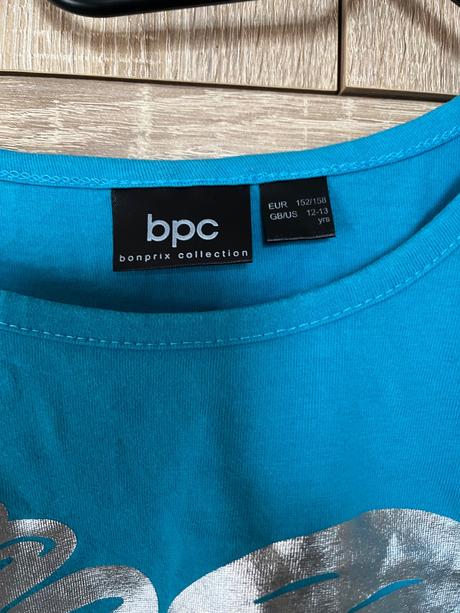 bpc
bonprix collection
EUR 152/158
GB/US 12-13
yrs